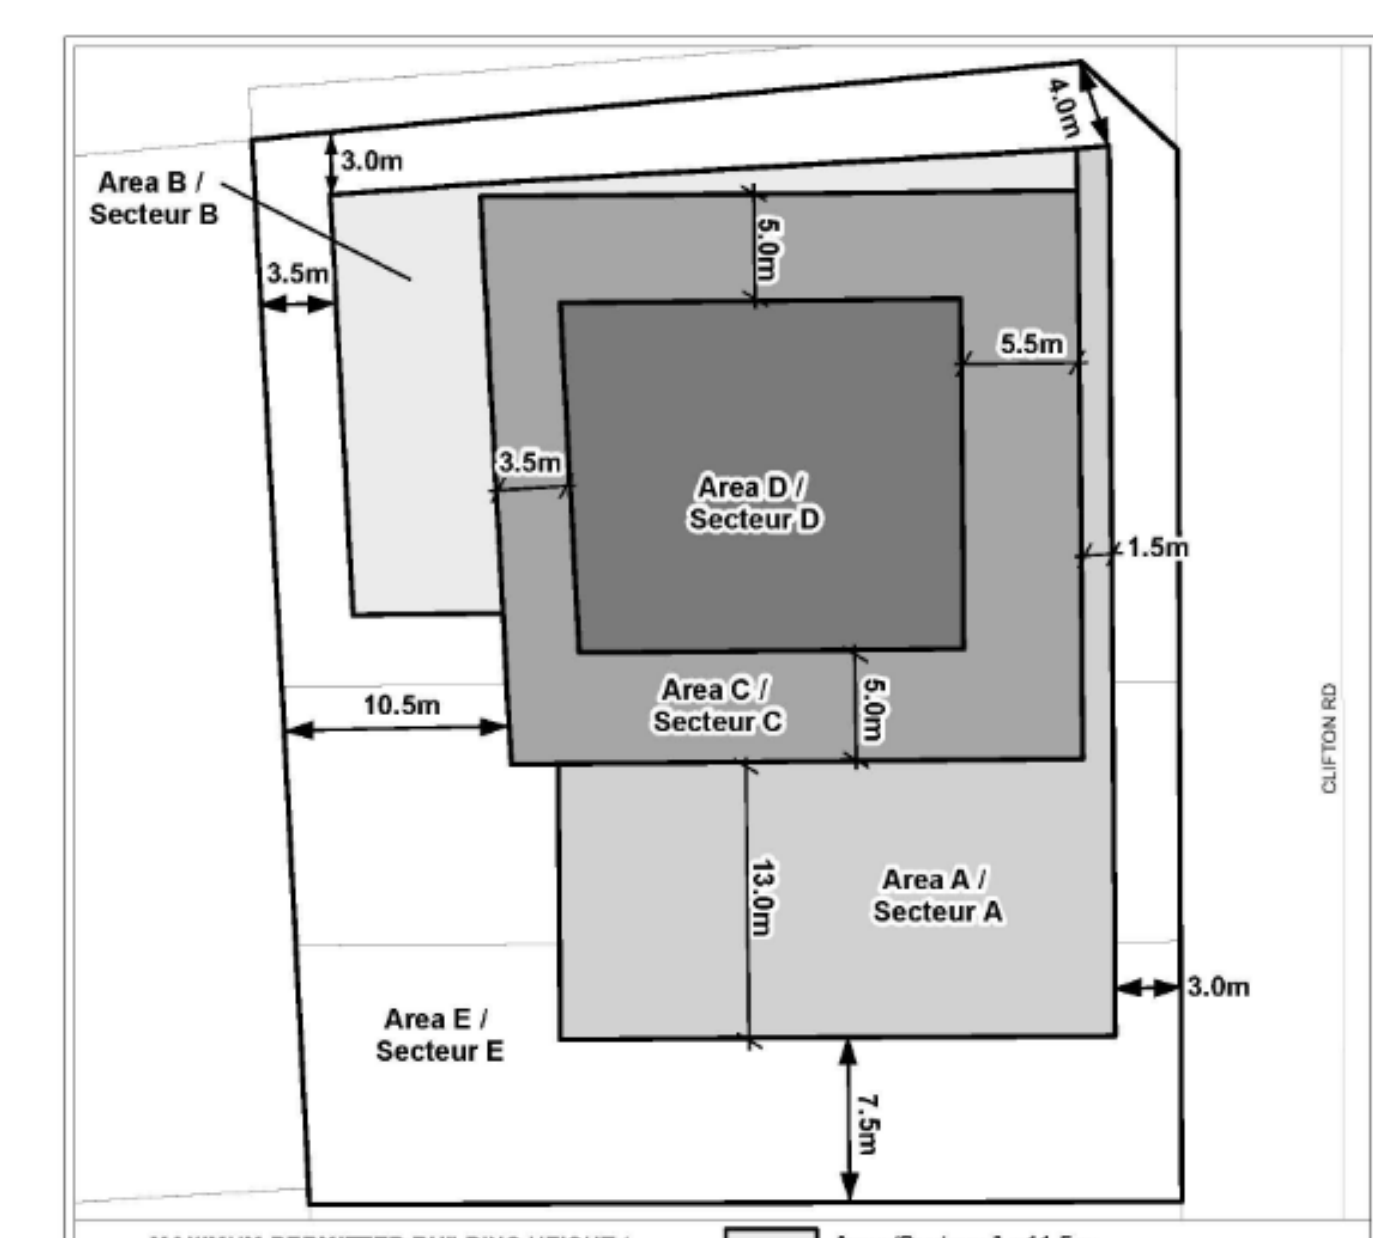 4.0m
3.0m
Area B /
Secteur B
5.0m
3.5m
5.5m
3.5m
Area D /
Secteur D
1.5m
Area C /
Secteur C
5.0m
10.5m
CLIFTON RD
13.0m
Area A /
Secteur A
3.0m
Area E /
Secteur E
7.5m